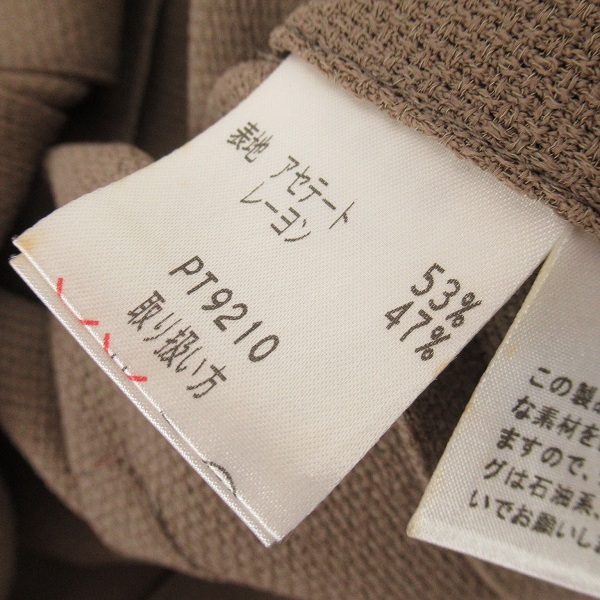 表地 アセテート 53%
レーヨン 47%
PT9210
取り扱い方
この製
な素材を
ますので、
グは石油系、
いでお願いし